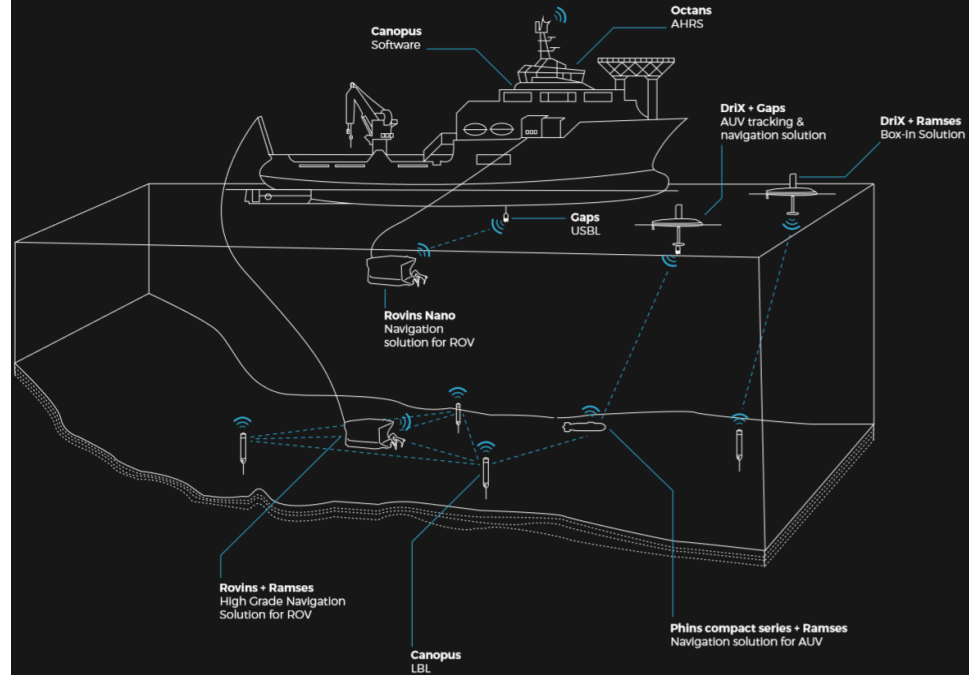 Octans
AHRS
Canopus
Software
DriX + Gaps
AUV tracking &
navigation solution
DriX + Ramses
Box-in Solution
Gaps
USBL
Rovins Nano
Navigation
solution for ROV
Rovins + Ramses
High Grade Navigation
Solution for ROV
Phins compact series + Ramses
Navigation solution for AUV
Canopus
LBL